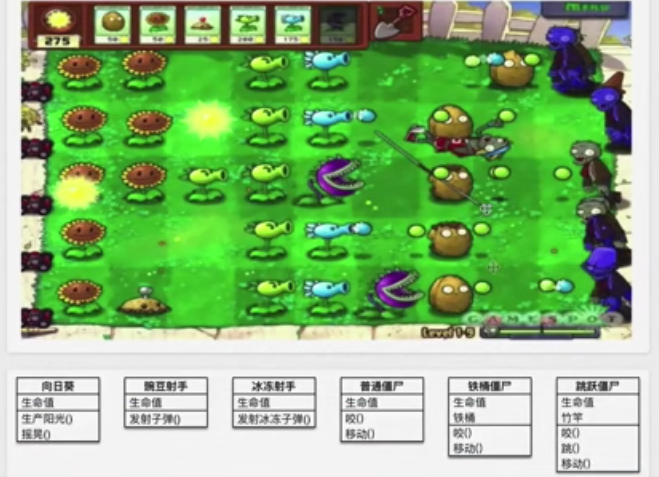 275
50
50
25
200
175
150
Level 1-9
GAMESPOT
向日葵
生命值
生产阳光()
摇晃()
豌豆射手
生命值
发射子弹()
冰冻射手
生命值
发射冰冻子弹()
普通僵尸
生命值
咬()
移动()
铁桶僵尸
生命值
铁桶
咬()
移动()
跳跃僵尸
生命值
竹竿
咬()
跳()
移动()